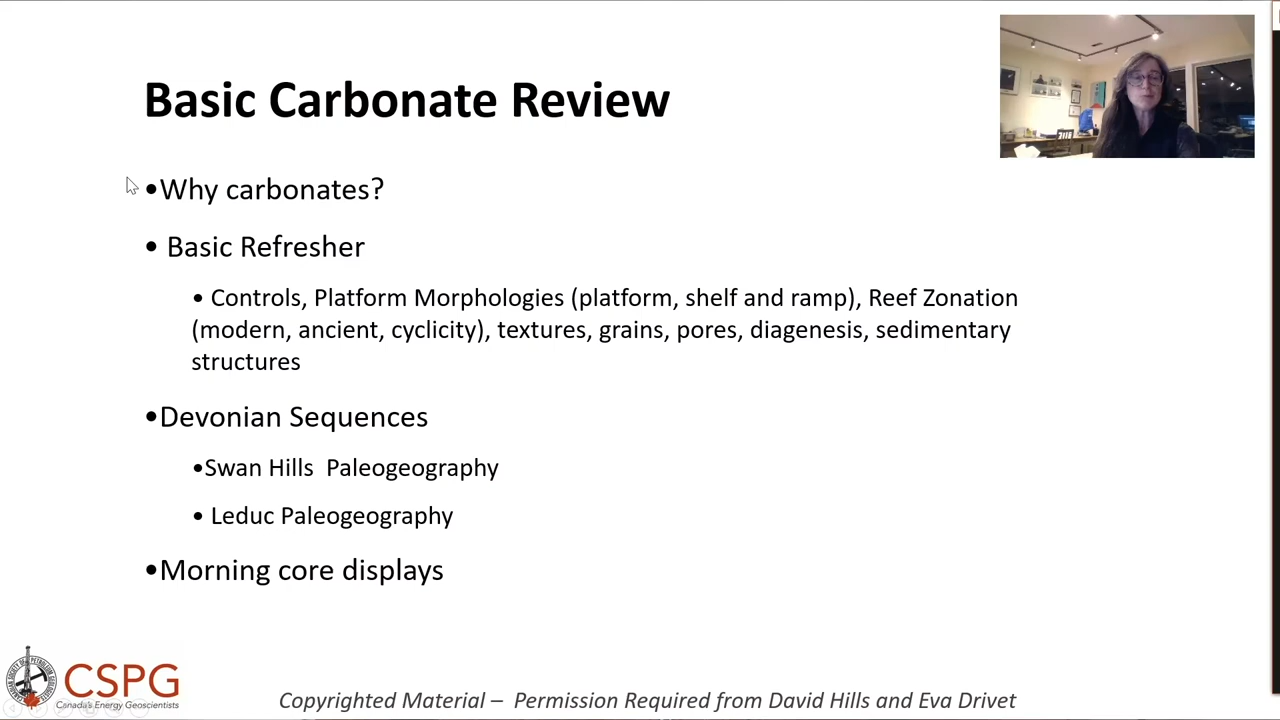 Basic Carbonate Review
•Why carbonates?
• Basic Refresher
• Controls, Platform Morphologies (platform, shelf and ramp), Reef Zonation
(modern, ancient, cyclicity), textures, grains, pores, diagenesis, sedimentary
structures
•Devonian Sequences
•Swan Hills  Paleogeography
• Leduc Paleogeography
•Morning core displays
CSPG
Canada's Energy Geoscientists
Copyrighted Material –  Permission Required from David Hills and Eva Drivet